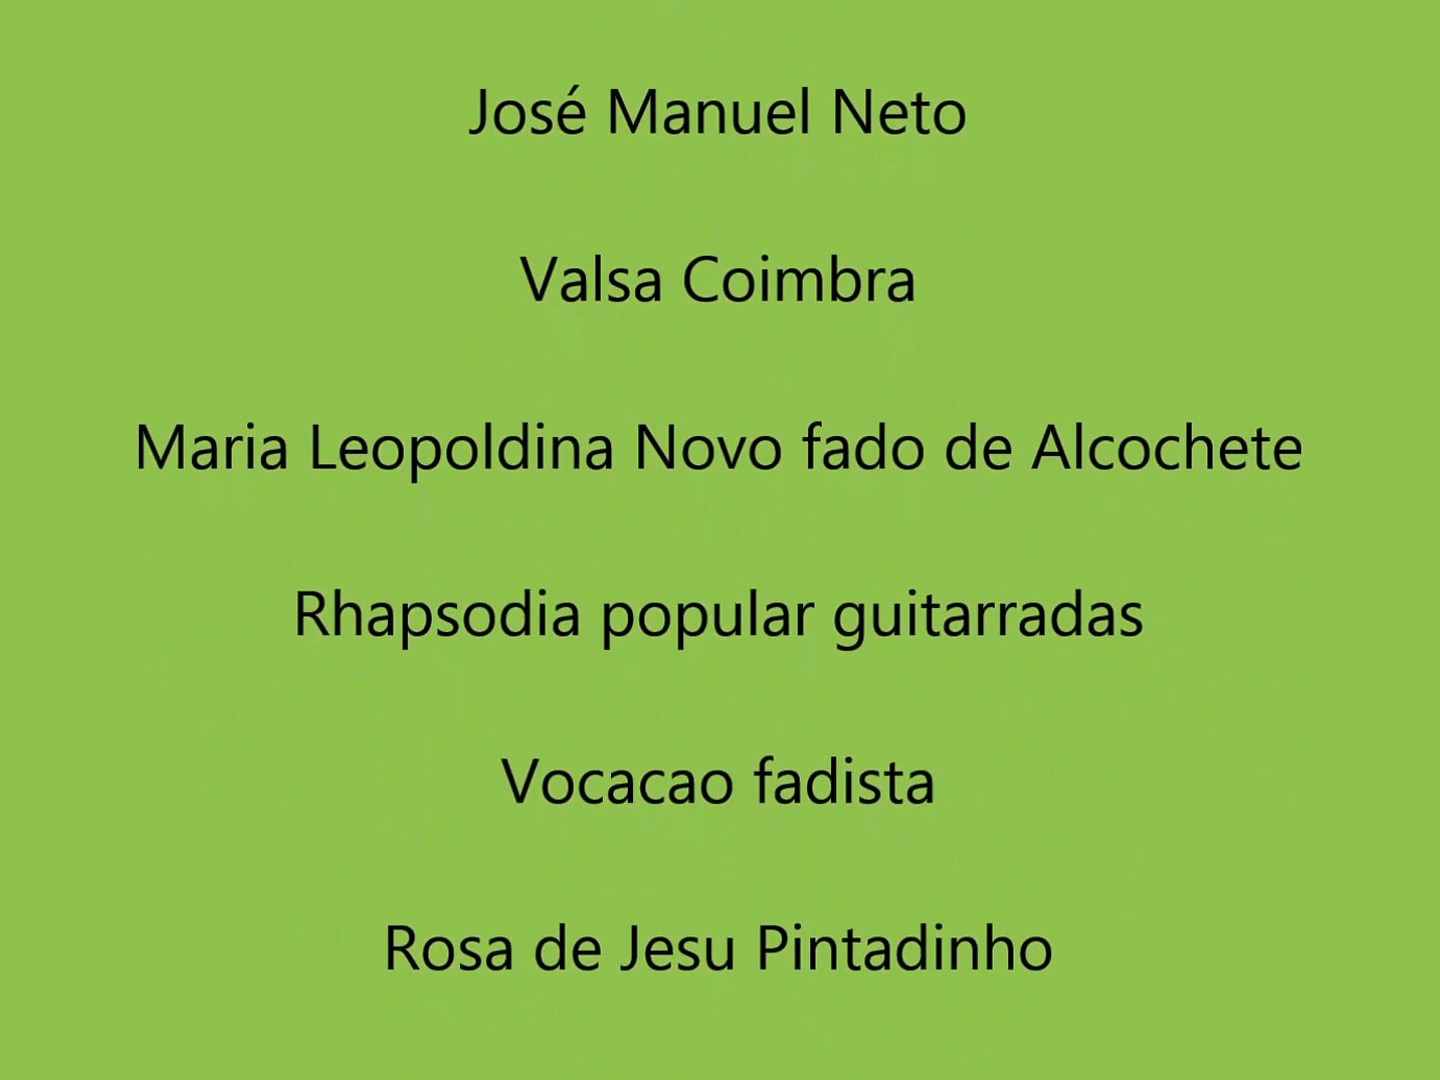 José Manuel Neto
Valsa Coimbra
Maria Leopoldina Novo fado de Alcochete
Rhapsodia popular guitarradas
Vocacao fadista
Rosa de Jesu Pintadinho